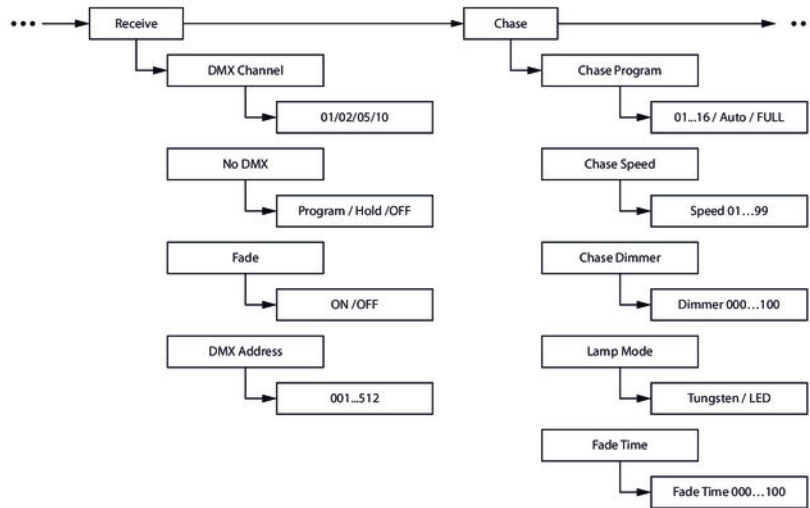 Receive
DMX Channel
01/02/05/10
No DMX
Program / Hold /OFF
Fade
ON /OFF
DMX Address
001...512
Chase
Chase Program
01...16 / Auto / FULL
Chase Speed
Speed 01...99
Chase Dimmer
Dimmer 000...100
Lamp Mode
Tungsten / LED
Fade Time
Fade Time 000...100